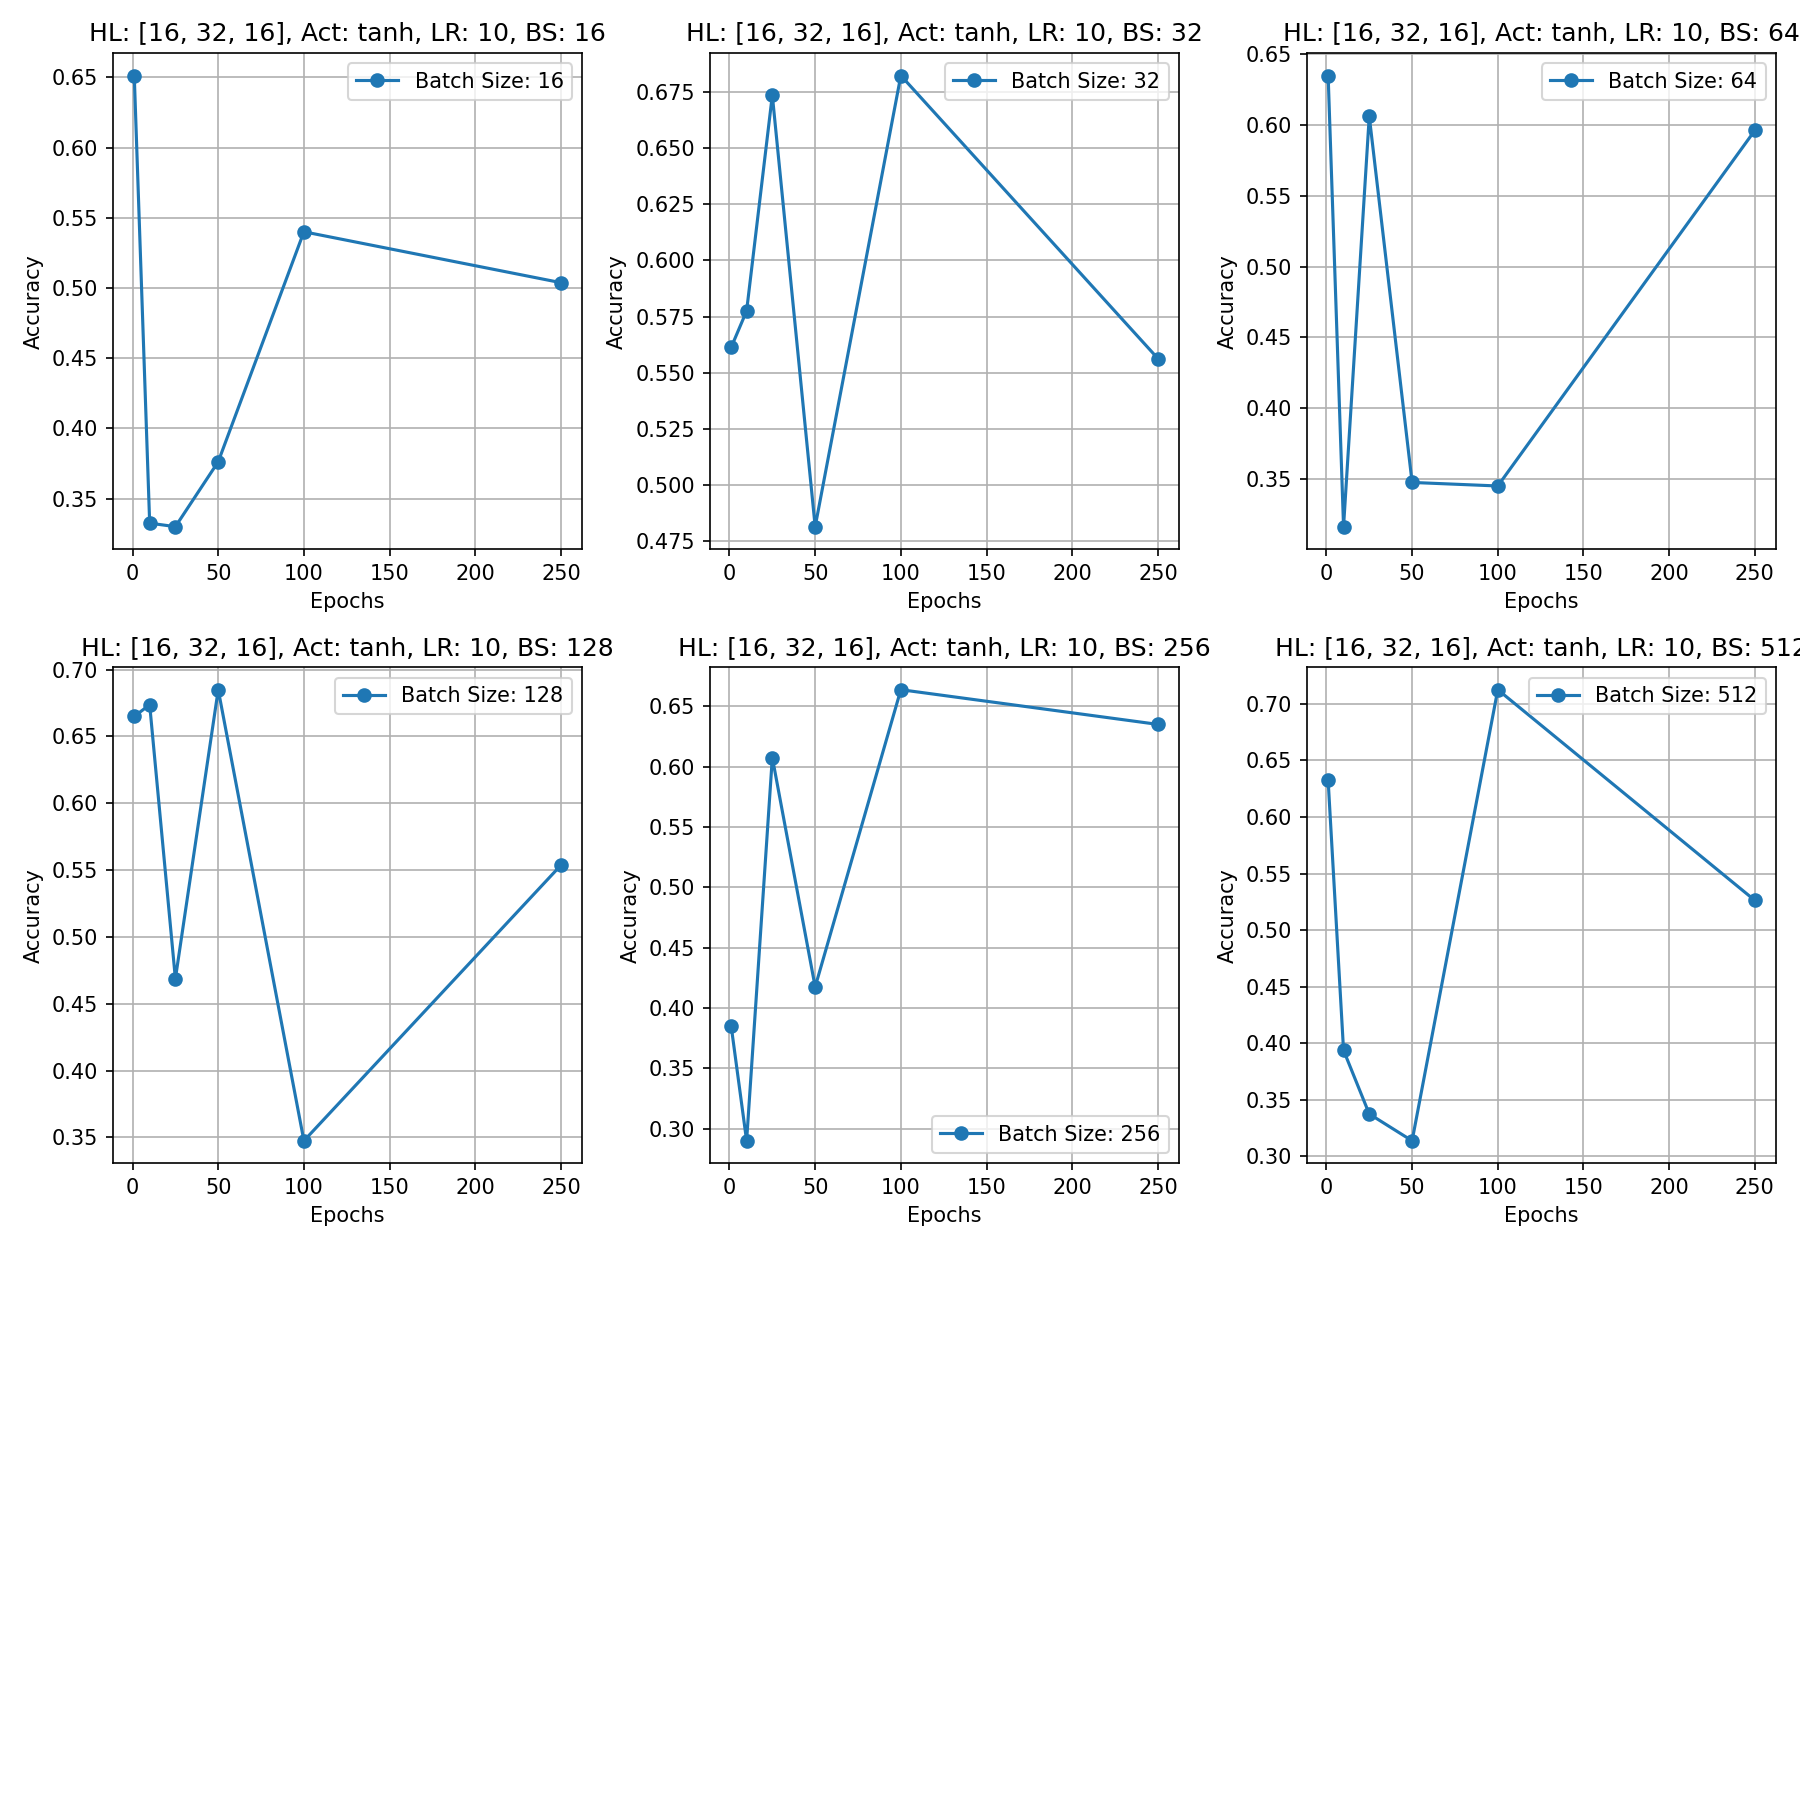 HL: [16, 32, 16], Act: tanh, LR: 10, BS: 16
Batch Size: 16
0.65
0.60
0.55
0.50
0.45
0.40
0.35
Accuracy
0 50 100 150 200 250
Epochs
HL: [16, 32, 16], Act: tanh, LR: 10, BS: 32
Batch Size: 32
0.675
0.650
0.625
0.600
0.575
0.550
0.525
0.500
0.475
Accuracy
0 50 100 150 200 250
Epochs
HL: [16, 32, 16], Act: tanh, LR: 10, BS: 64
Batch Size: 64
0.65
0.60
0.55
0.50
0.45
0.40
0.35
Accuracy
0 50 100 150 200 250
Epochs
HL: [16, 32, 16], Act: tanh, LR: 10, BS: 128
Batch Size: 128
0.70
0.65
0.60
0.55
0.50
0.45
0.40
0.35
Accuracy
0 50 100 150 200 250
Epochs
HL: [16, 32, 16], Act: tanh, LR: 10, BS: 256
0.65
0.60
0.55
0.50
0.45
0.40
0.35
0.30
Batch Size: 256
Accuracy
0 50 100 150 200 250
Epochs
HL: [16, 32, 16], Act: tanh, LR: 10, BS: 512
Batch Size: 512
0.70
0.65
0.60
0.55
0.50
0.45
0.40
0.35
0.30
Accuracy
0 50 100 150 200 250
Epochs